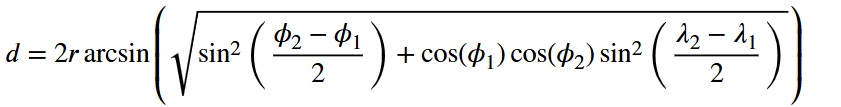 d = 2r arcsin(√(sin²((ϕ₂ − ϕ₁)/2) + cos(ϕ₁) cos(ϕ₂) sin²((λ₂ − λ₁)/2)))